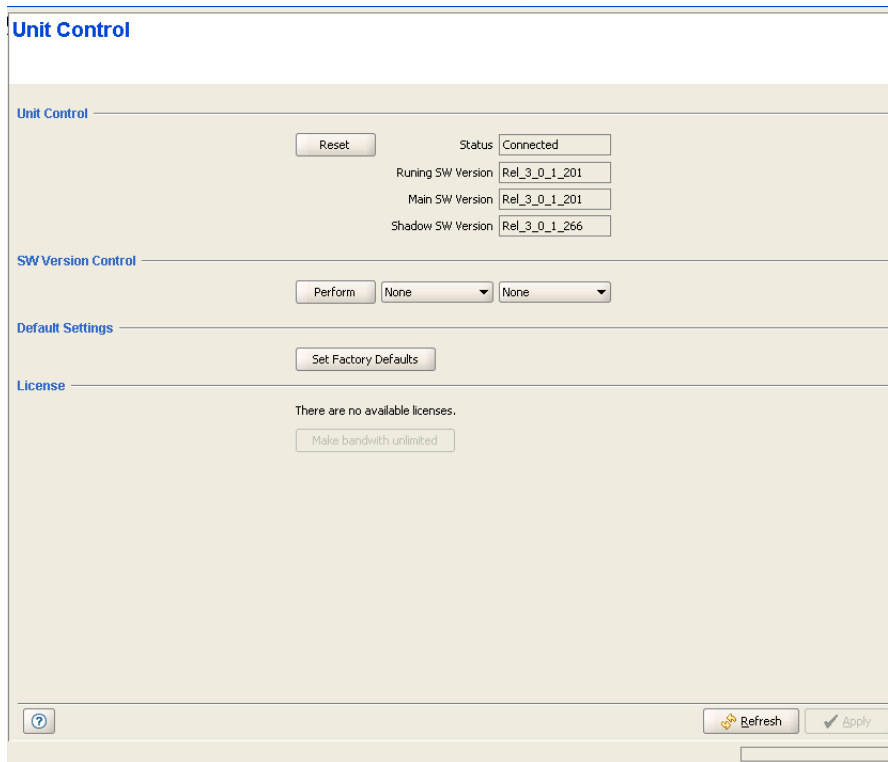 Unit Control
Unit Control
Reset Status Connected
Runing SW Version Rel_3_0_1_201
Main SW Version Rel_3_0_1_201
Shadow SW Version Rel_3_0_1_266
SW Version Control
Perform None None
Default Settings
Set Factory Defaults
License
There are no available licenses.
Make bandwith unlimited
? Refresh Apply